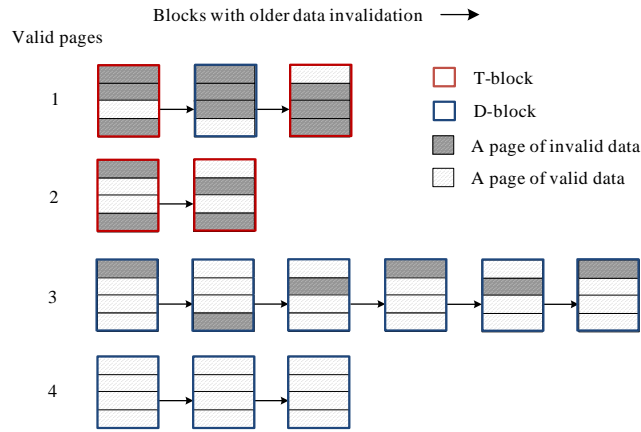 Blocks with older data invalidation
Valid pages
1
T-block
D-block
A page of invalid data
A page of valid data
2
3
4